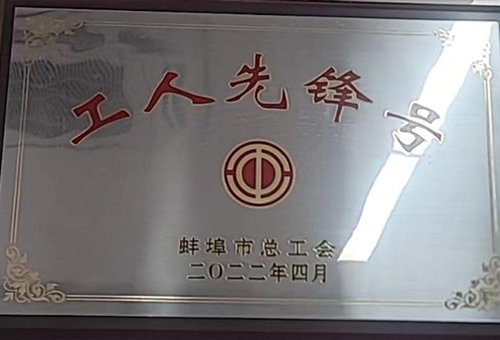 工人先锋号
蚌埠市总工会
二〇二二年四月